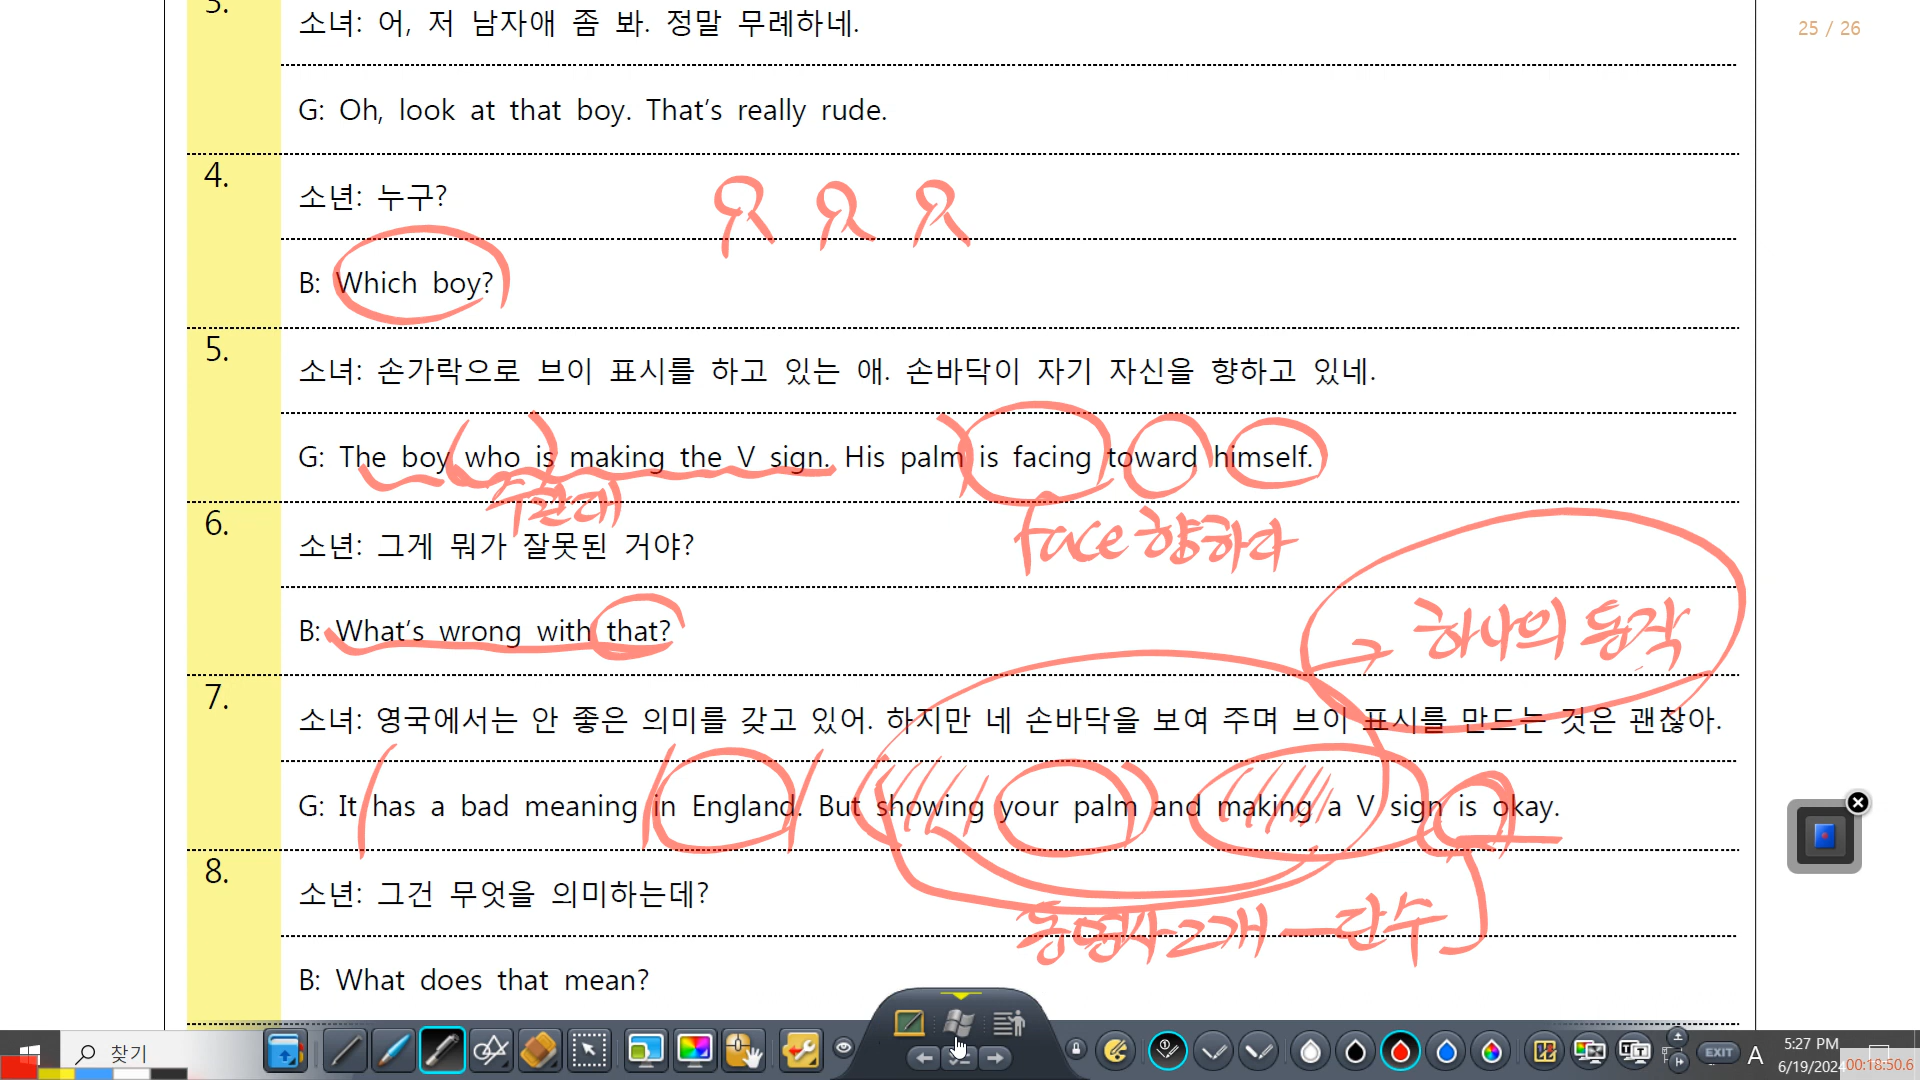 3.
소녀: 어, 저 남자애 좀 봐. 정말 무례하네.
25 / 26
G: Oh, look at that boy. That's really rude.
4.
소년: 누구?
B: Which boy?
5.
소녀: 손가락으로 브이 표시를 하고 있는 애. 손바닥이 자기 자신을 향하고 있네.
G: The boy who is making the V sign. His palm is facing toward himself.
주관대
face 향하다
6.
소년: 그게 뭐가 잘못된 거야?
B: What's wrong with that?
→ 하나의 동작
7.
소녀: 영국에서는 안 좋은 의미를 갖고 있어. 하지만 네 손바닥을 보여 주며 브이 표시를 만드는 것은 괜찮아.
G: It has a bad meaning in England. But showing your palm and making a V sign is okay.
동명사 2개 — 단수
8.
소년: 그건 무엇을 의미하는데?
B: What does that mean?
찾기
EXIT
A
5:27 PM
6/19/2024
00:18:50.6